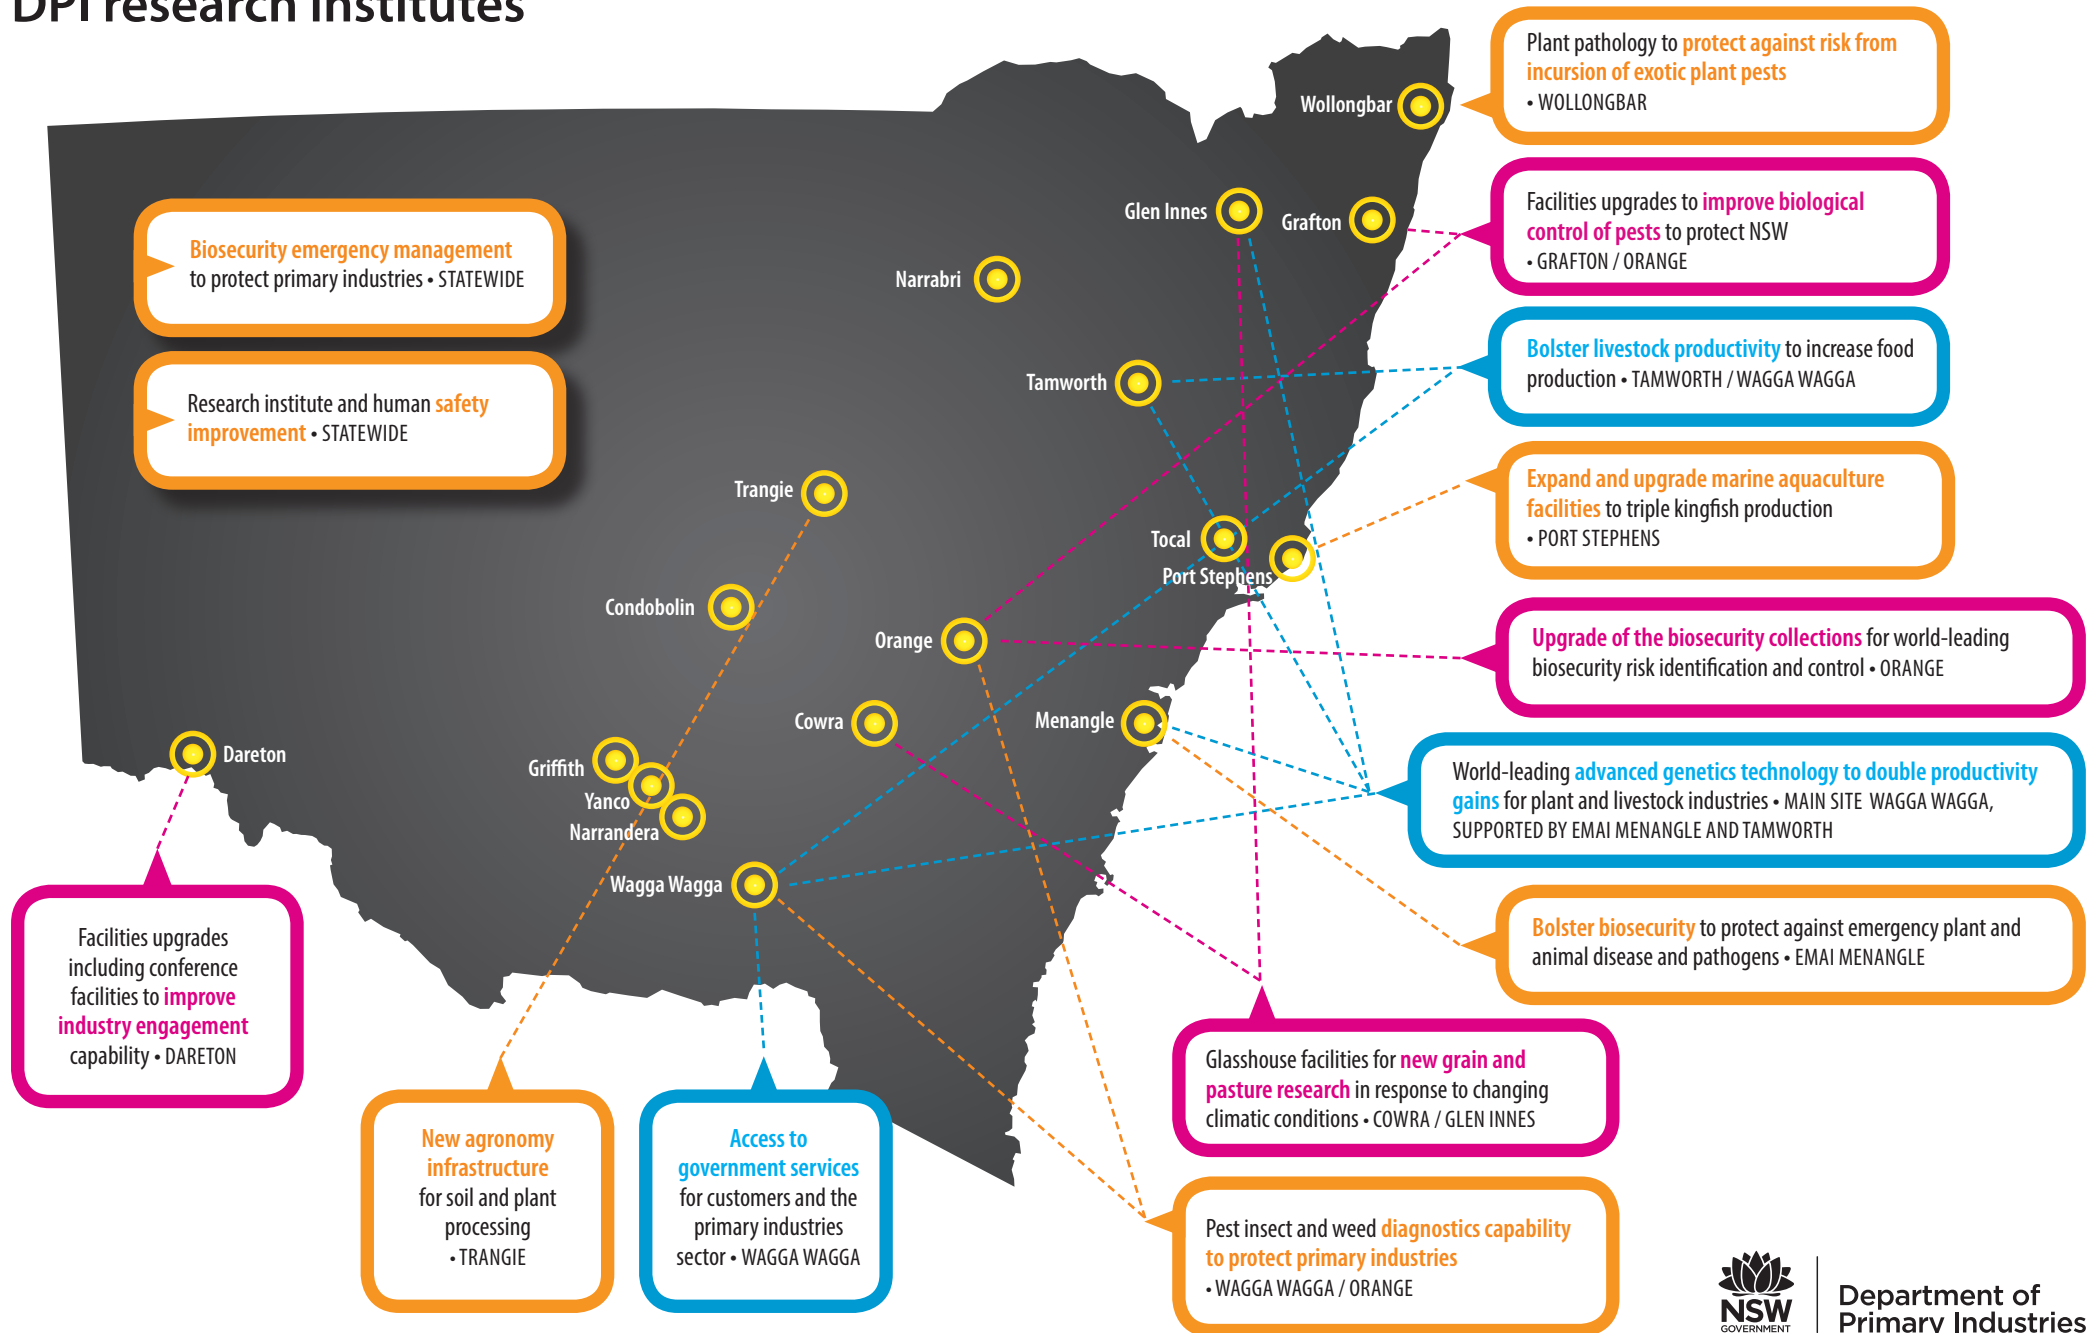 DPI research institutes
Plant pathology to protect against risk from
incursion of exotic plant pests
• WOLLONGBAR
Wollongbar
Facilities upgrades to improve biological
control of pests to protect NSW
• GRAFTON / ORANGE
Glen Innes
Grafton
Biosecurity emergency management
to protect primary industries • STATEWIDE
Narrabri
Bolster livestock productivity to increase food
production • TAMWORTH / WAGGA WAGGA
Tamworth
Research institute and human safety
improvement • STATEWIDE
Trangie
Expand and upgrade marine aquaculture
facilities to triple kingfish production
• PORT STEPHENS
Tocal
Port Stephens
Condobolin
Orange
Upgrade of the biosecurity collections for world-leading
biosecurity risk identification and control • ORANGE
Cowra
Menangle
Dareton
Griffith
Yanco
Narrandera
World-leading advanced genetics technology to double productivity
gains for plant and livestock industries • MAIN SITE WAGGA WAGGA,
SUPPORTED BY EMAI MENANGLE AND TAMWORTH
Wagga Wagga
Bolster biosecurity to protect against emergency plant and
animal disease and pathogens • EMAI MENANGLE
Facilities upgrades
including conference
facilities to improve
industry engagement
capability • DARETON
Glasshouse facilities for new grain and
pasture research in response to changing
climatic conditions • COWRA / GLEN INNES
New agronomy
infrastructure
for soil and plant
processing
• TRANGIE
Access to
government services
for customers and the
primary industries
sector • WAGGA WAGGA
Pest insect and weed diagnostics capability
to protect primary industries
• WAGGA WAGGA / ORANGE
NSW
GOVERNMENT
Department of
Primary Industries